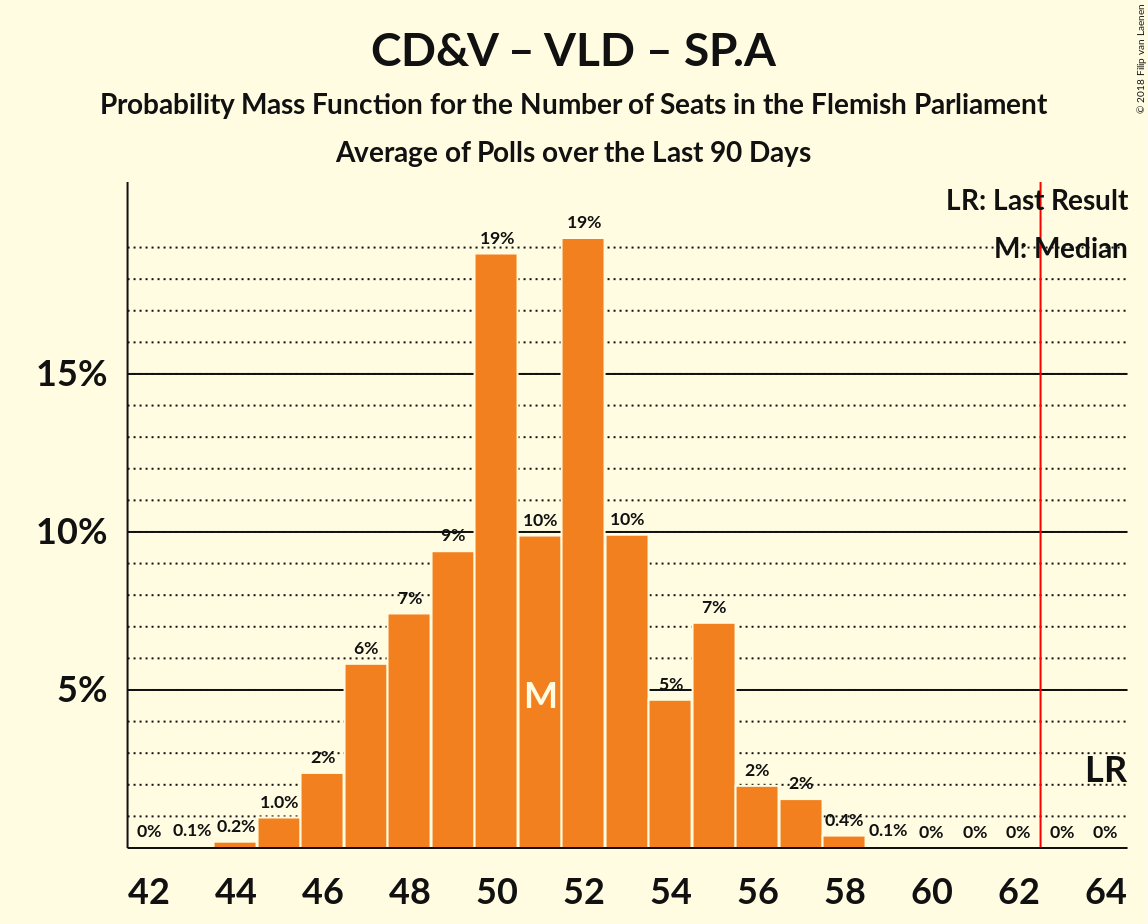 CD&V – VLD – SP.A
Probability Mass Function for the Number of Seats in the Flemish Parliament
Average of Polls over the Last 90 Days
© 2018 Filip van Laenen
LR: Last Result
M: Median
19%
19%
15%
10%
10%
10%
9%
7%
7%
6%
5%
5%
M
2%
2%
2%
LR
1.0%
0%
0.1%
0.2%
0.4%
0.1%
0%
0%
0%
0%
0%
42 44 46 48 50 52 54 56 58 60 62 64